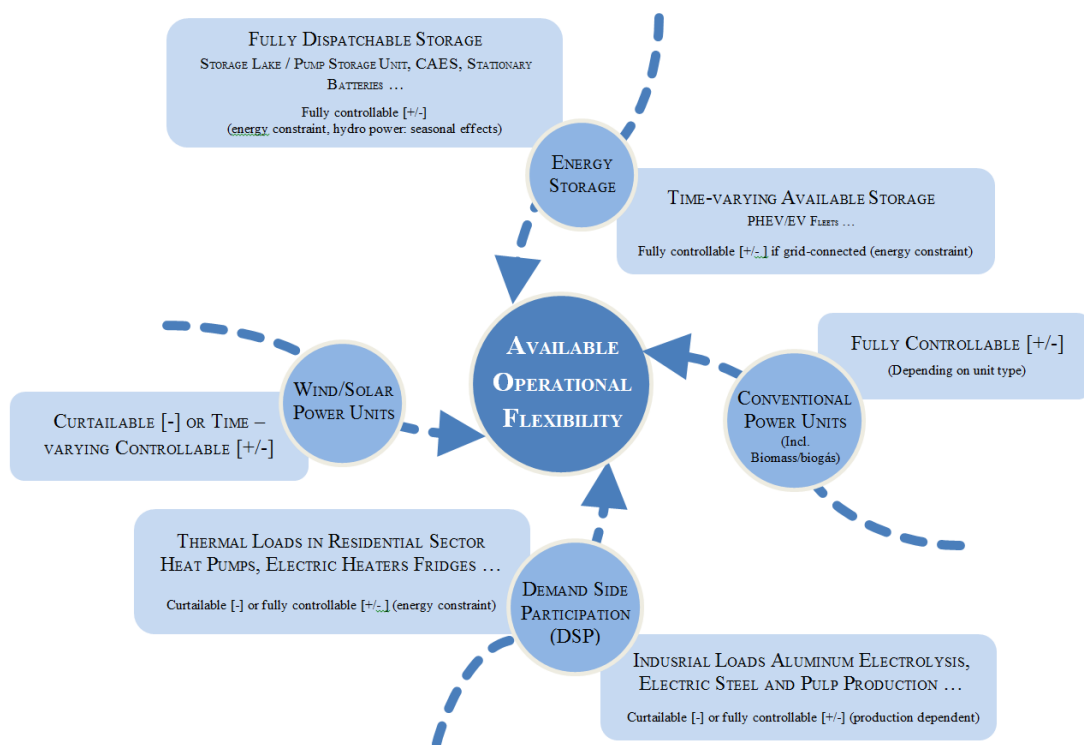 Fully Dispatchable Storage
Storage Lake / Pump Storage Unit, CAES, Stationary
Batteries …
Fully controllable [+/-]
(energy constraint, hydro power: seasonal effects)
Energy
Storage
Time-varying Available Storage
PHEV/EV Fleets …
Fully controllable [+/- ] if grid-connected (energy constraint)
Available
Operational
Flexibility
Fully Controllable [+/-]
(Depending on unit type)
Conventional
Power Units
(Incl.
Biomass/biogás)
Wind/Solar
Power Units
Curtailable [-] or Time –
varying Controllable [+/-]
Thermal Loads in Residential Sector
Heat Pumps, Electric Heaters Fridges …
Curtailable [-] or fully controllable [+/- ] (energy constraint)
Demand Side
Participation
(DSP)
Indusrial Loads Aluminum Electrolysis,
Electric Steel and Pulp Production …
Curtailable [-] or fully controllable [+/-] (production dependent)